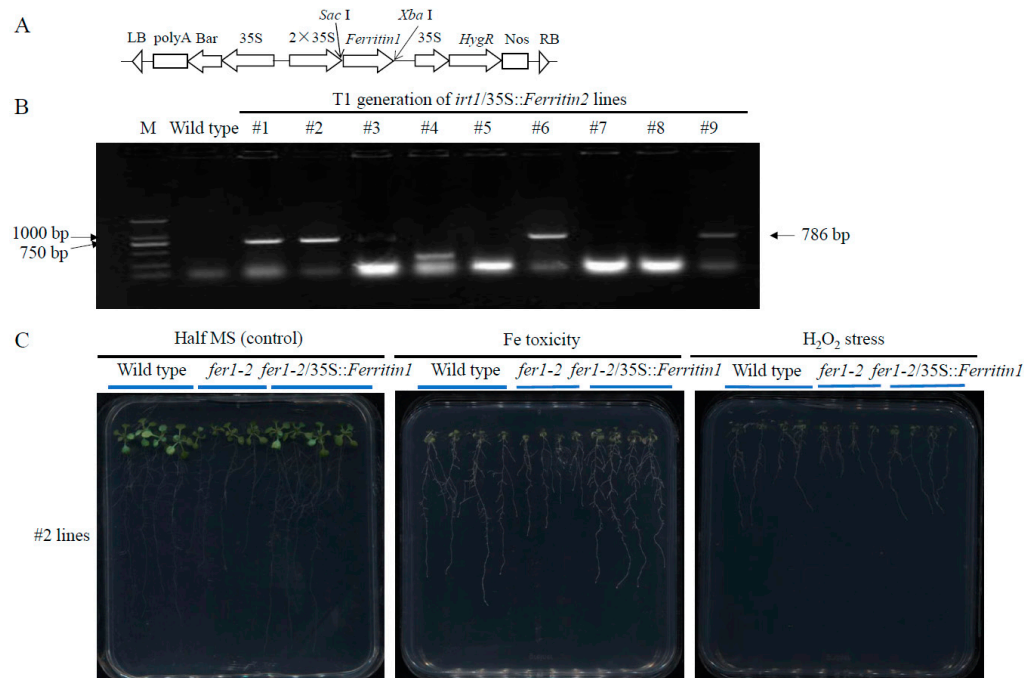 A
Sac I
Xba I
LB polyA Bar 35S 2×35S Ferritin1 35S HygR Nos RB
B
T1 generation of irt1/35S::Ferritin2 lines
M Wild type #1 #2 #3 #4 #5 #6 #7 #8 #9
1000 bp
750 bp
786 bp
C
Half MS (control) Fe toxicity H₂O₂ stress
Wild type fer1-2 fer1-2/35S::Ferritin1 Wild type fer1-2 fer1-2/35S::Ferritin1 Wild type fer1-2 fer1-2/35S::Ferritin1
#2 lines